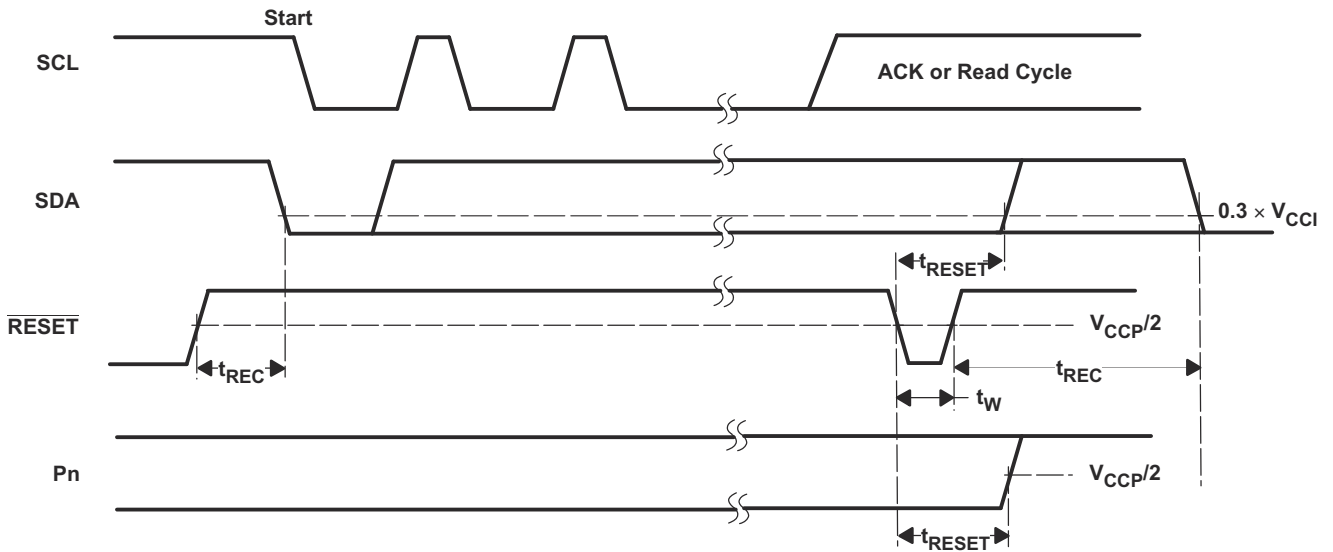 Start
SCL
ACK or Read Cycle
SDA
0.3 × VCCI
tRESET
RESET
VCCP/2
tREC
tREC
tW
Pn
VCCP/2
tRESET